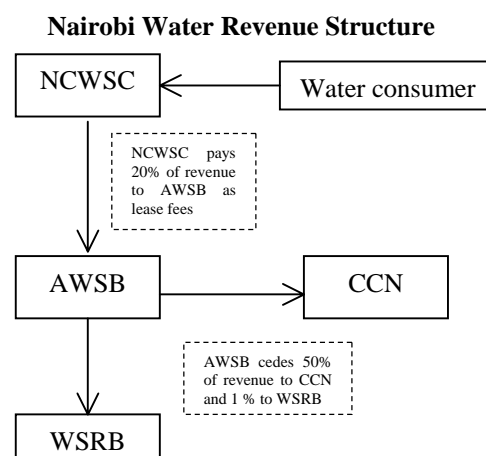 Nairobi Water Revenue Structure
NCWSC
Water consumer
NCWSC pays
20% of revenue
to AWSB as
lease fees
AWSB
CCN
AWSB cedes 50%
of revenue to CCN
and 1 % to WSRB
WSRB